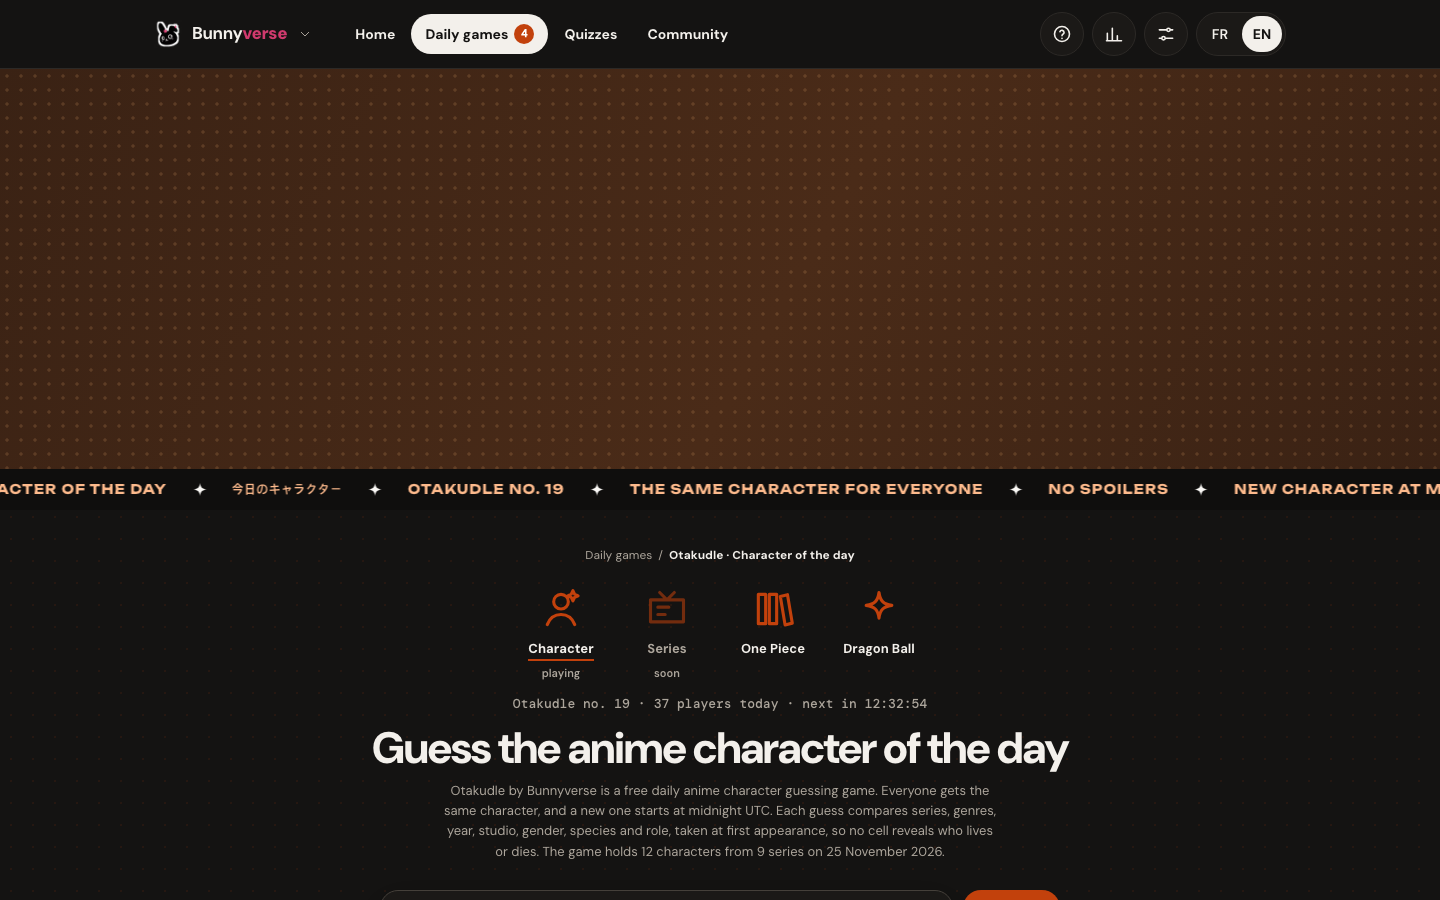 Bunnyverse
Home
Daily games 4
Quizzes
Community
FR
EN
ACTER OF THE DAY ✦ 今日のキャラクター ✦ OTAKUDLE NO. 19 ✦ THE SAME CHARACTER FOR EVERYONE ✦ NO SPOILERS ✦ NEW CHARACTER AT M
Daily games / Otakudle · Character of the day
Character
playing
Series
soon
One Piece
Dragon Ball
Otakudle no. 19 · 37 players today · next in 12:32:54
Guess the anime character of the day
Otakudle by Bunnyverse is a free daily anime character guessing game. Everyone gets the
same character, and a new one starts at midnight UTC. Each guess compares series, genres,
year, studio, gender, species and role, taken at first appearance, so no cell reveals who lives
or dies. The game holds 12 characters from 9 series on 25 November 2026.